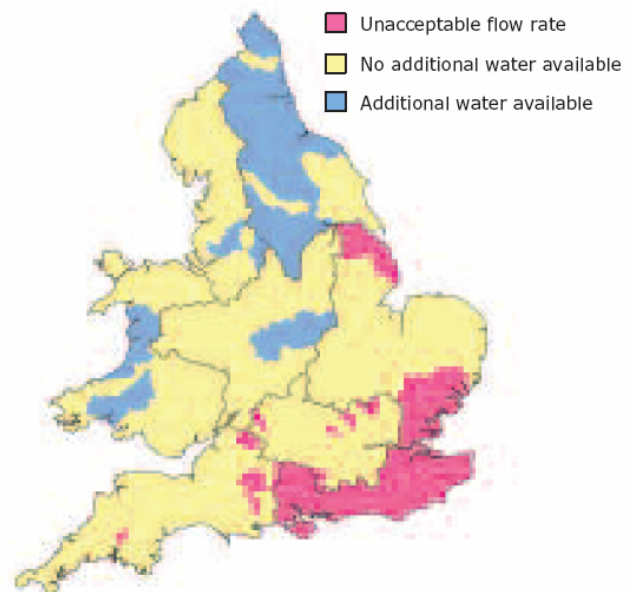 Unacceptable flow rate
No additional water available
Additional water available